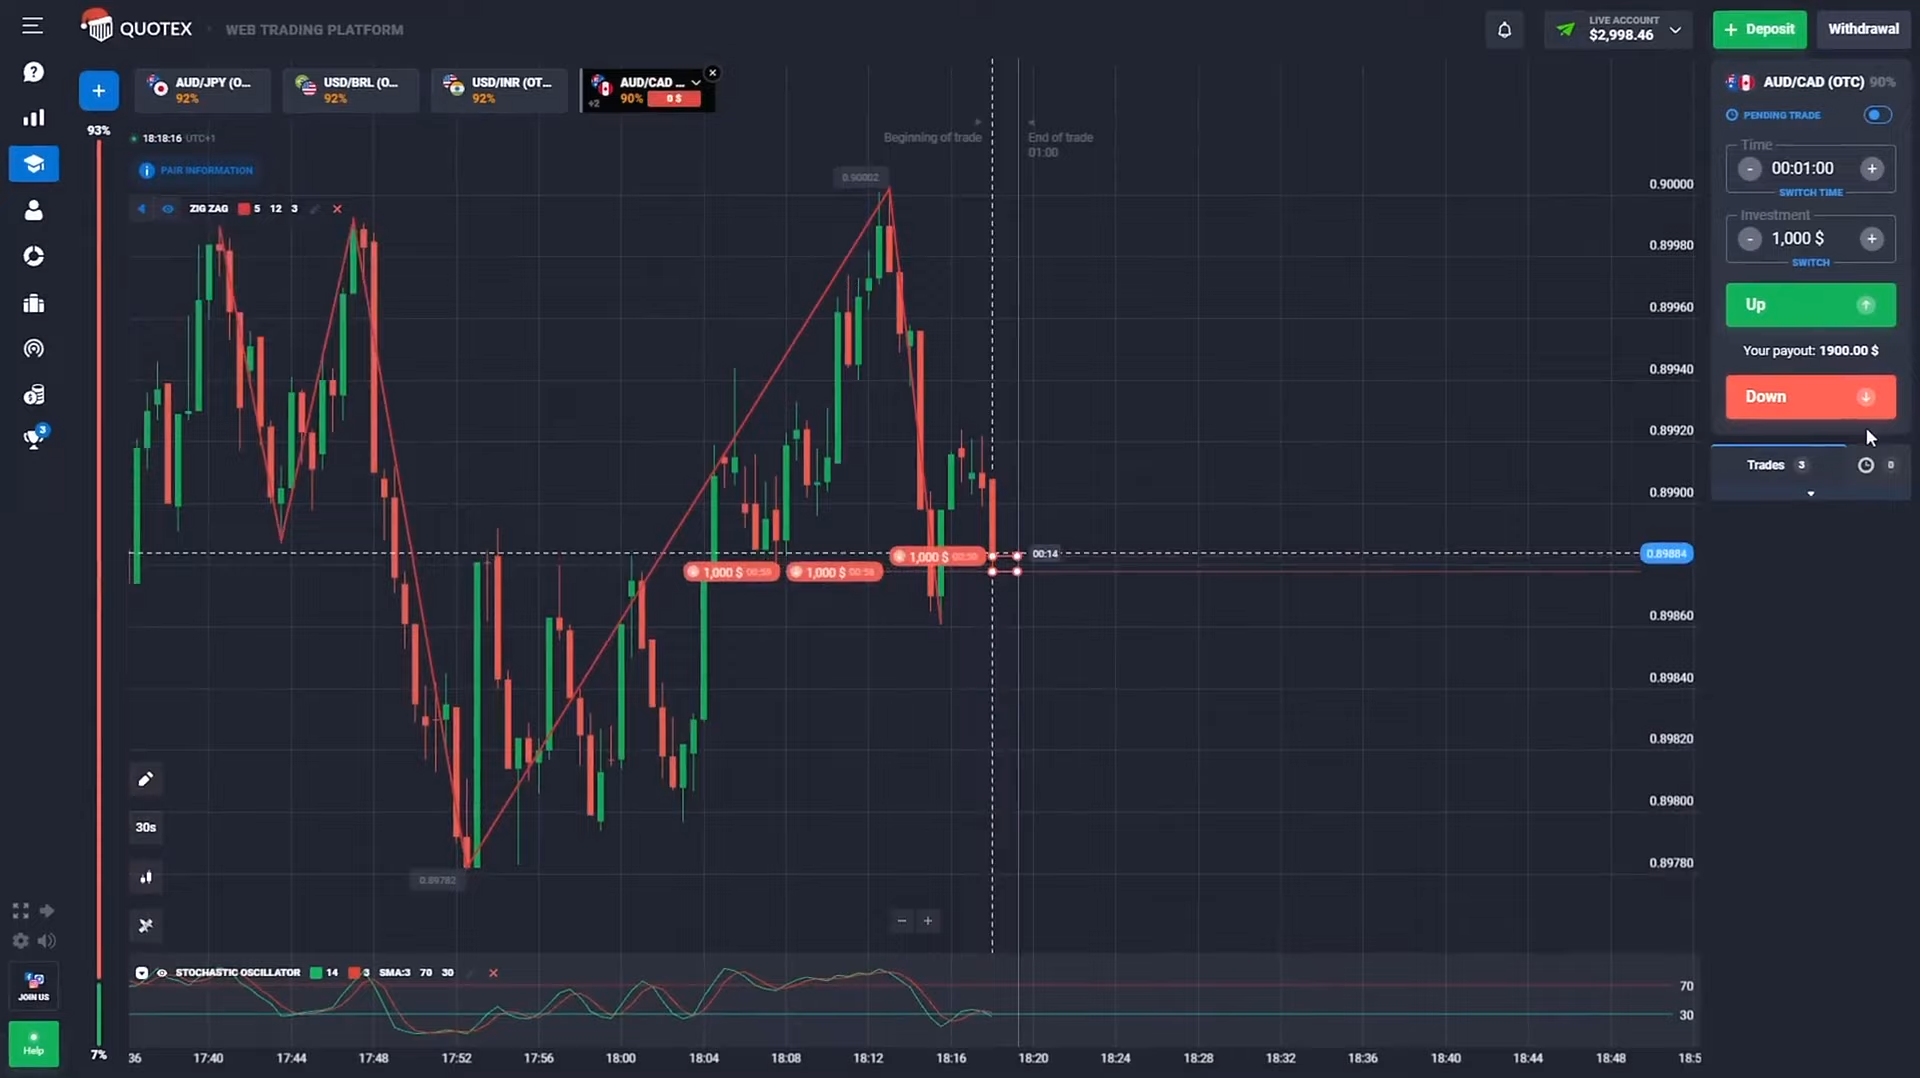 QUOTEX
WEB TRADING PLATFORM
LIVE ACCOUNT
$2,998.46
+ Deposit
Withdrawal
AUD/JPY (O...
92%
USD/BRL (O...
92%
USD/INR (OT...
92%
AUD/CAD ...
+2
90%
0 $
93%
18:18:16 UTC+1
PAIR INFORMATION
ZIG ZAG 5 12 3
Beginning of trade
End of trade
01:00
0.90002
AUD/CAD (OTC) 90%
PENDING TRADE
Time
- 00:01:00 +
SWITCH TIME
Investment
- 1,000 $ +
SWITCH
Up
Your payout: 1900.00 $
Down
Trades 3
0
3
0.90000
0.89980
0.89960
0.89940
0.89920
0.89900
0.89884
0.89860
0.89840
0.89820
0.89800
0.89780
1,000 $
00:14
1,000 $
1,000 $
0.89782
30s
- +
STOCHASTIC OSCILLATOR 14 3 SMA:3 70 30
70
30
JOIN US
Help
7%
36 17:40 17:44 17:48 17:52 17:56 18:00 18:04 18:08 18:12 18:16 18:20 18:24 18:28 18:32 18:36 18:40 18:44 18:48 18:5